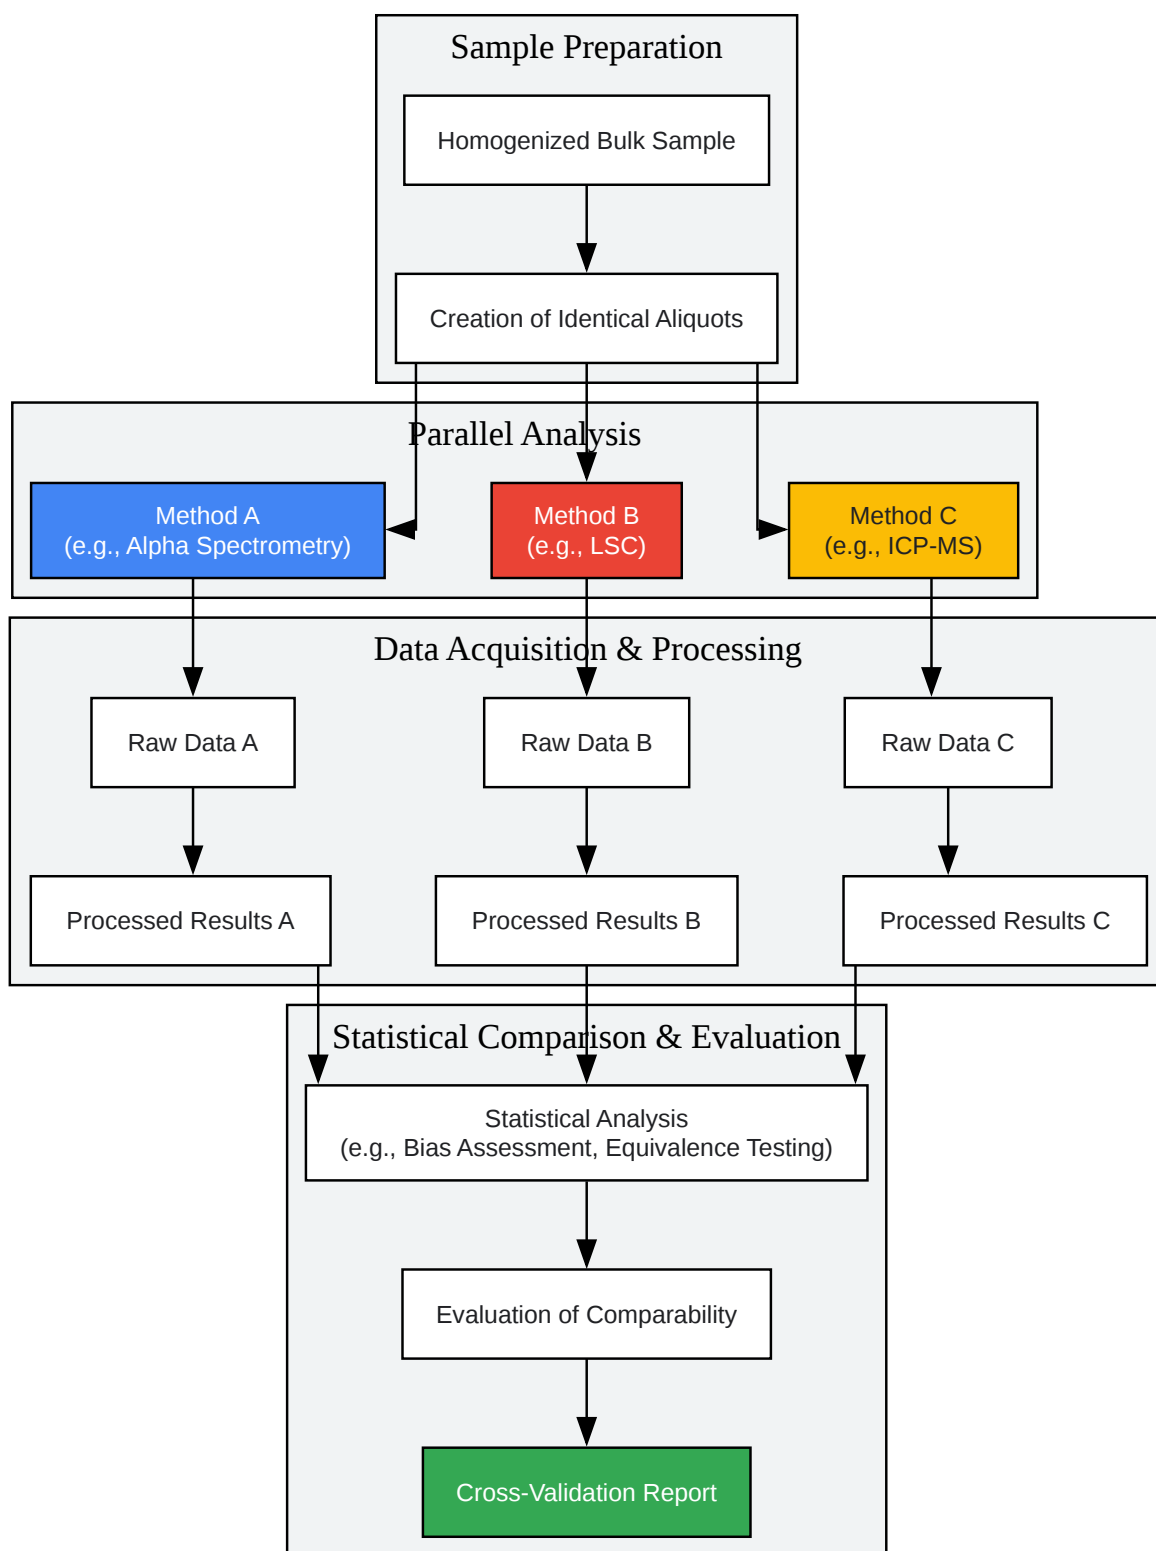 Sample Preparation
Homogenized Bulk Sample
Creation of Identical Aliquots
Parallel Analysis
Method A
(e.g., Alpha Spectrometry)
Method B
(e.g., LSC)
Method C
(e.g., ICP-MS)
Data Acquisition & Processing
Raw Data A
Raw Data B
Raw Data C
Processed Results A
Processed Results B
Processed Results C
Statistical Comparison & Evaluation
Statistical Analysis
(e.g., Bias Assessment, Equivalence Testing)
Evaluation of Comparability
Cross-Validation Report